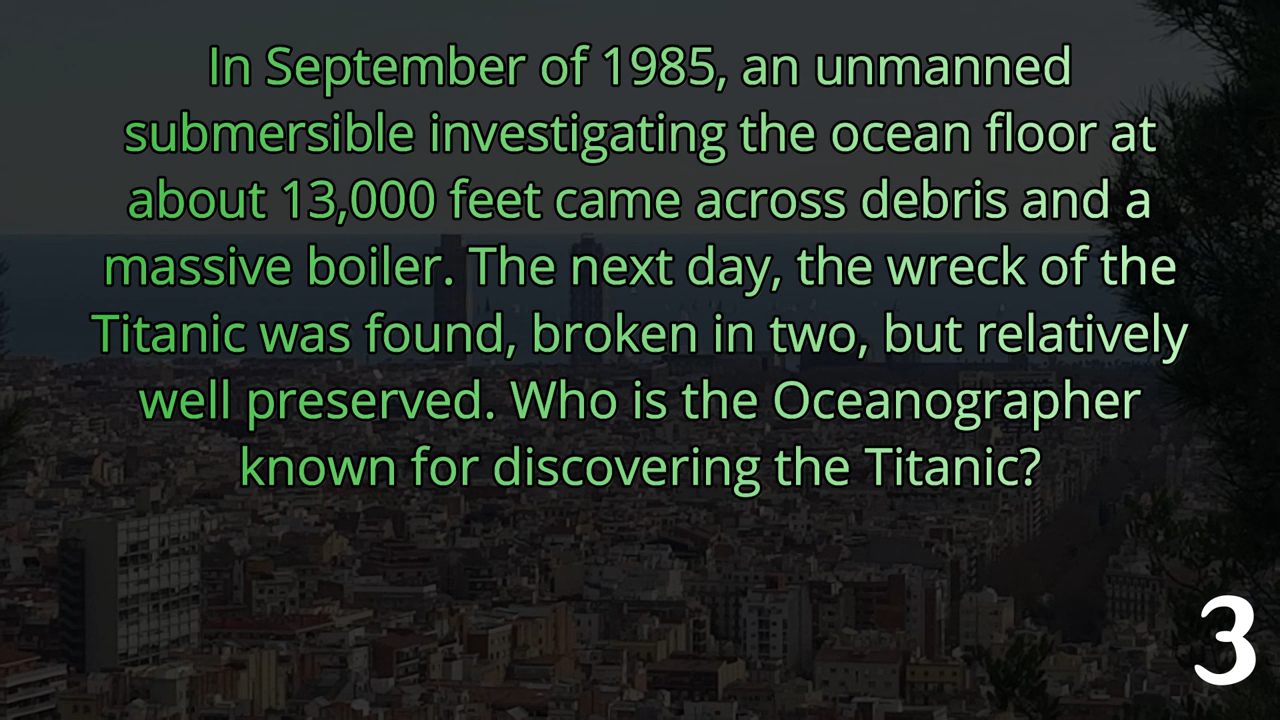 In September of 1985, an unmanned
submersible investigating the ocean floor at
about 13,000 feet came across debris and a
massive boiler. The next day, the wreck of the
Titanic was found, broken in two, but relatively
well preserved. Who is the Oceanographer
known for discovering the Titanic?
3